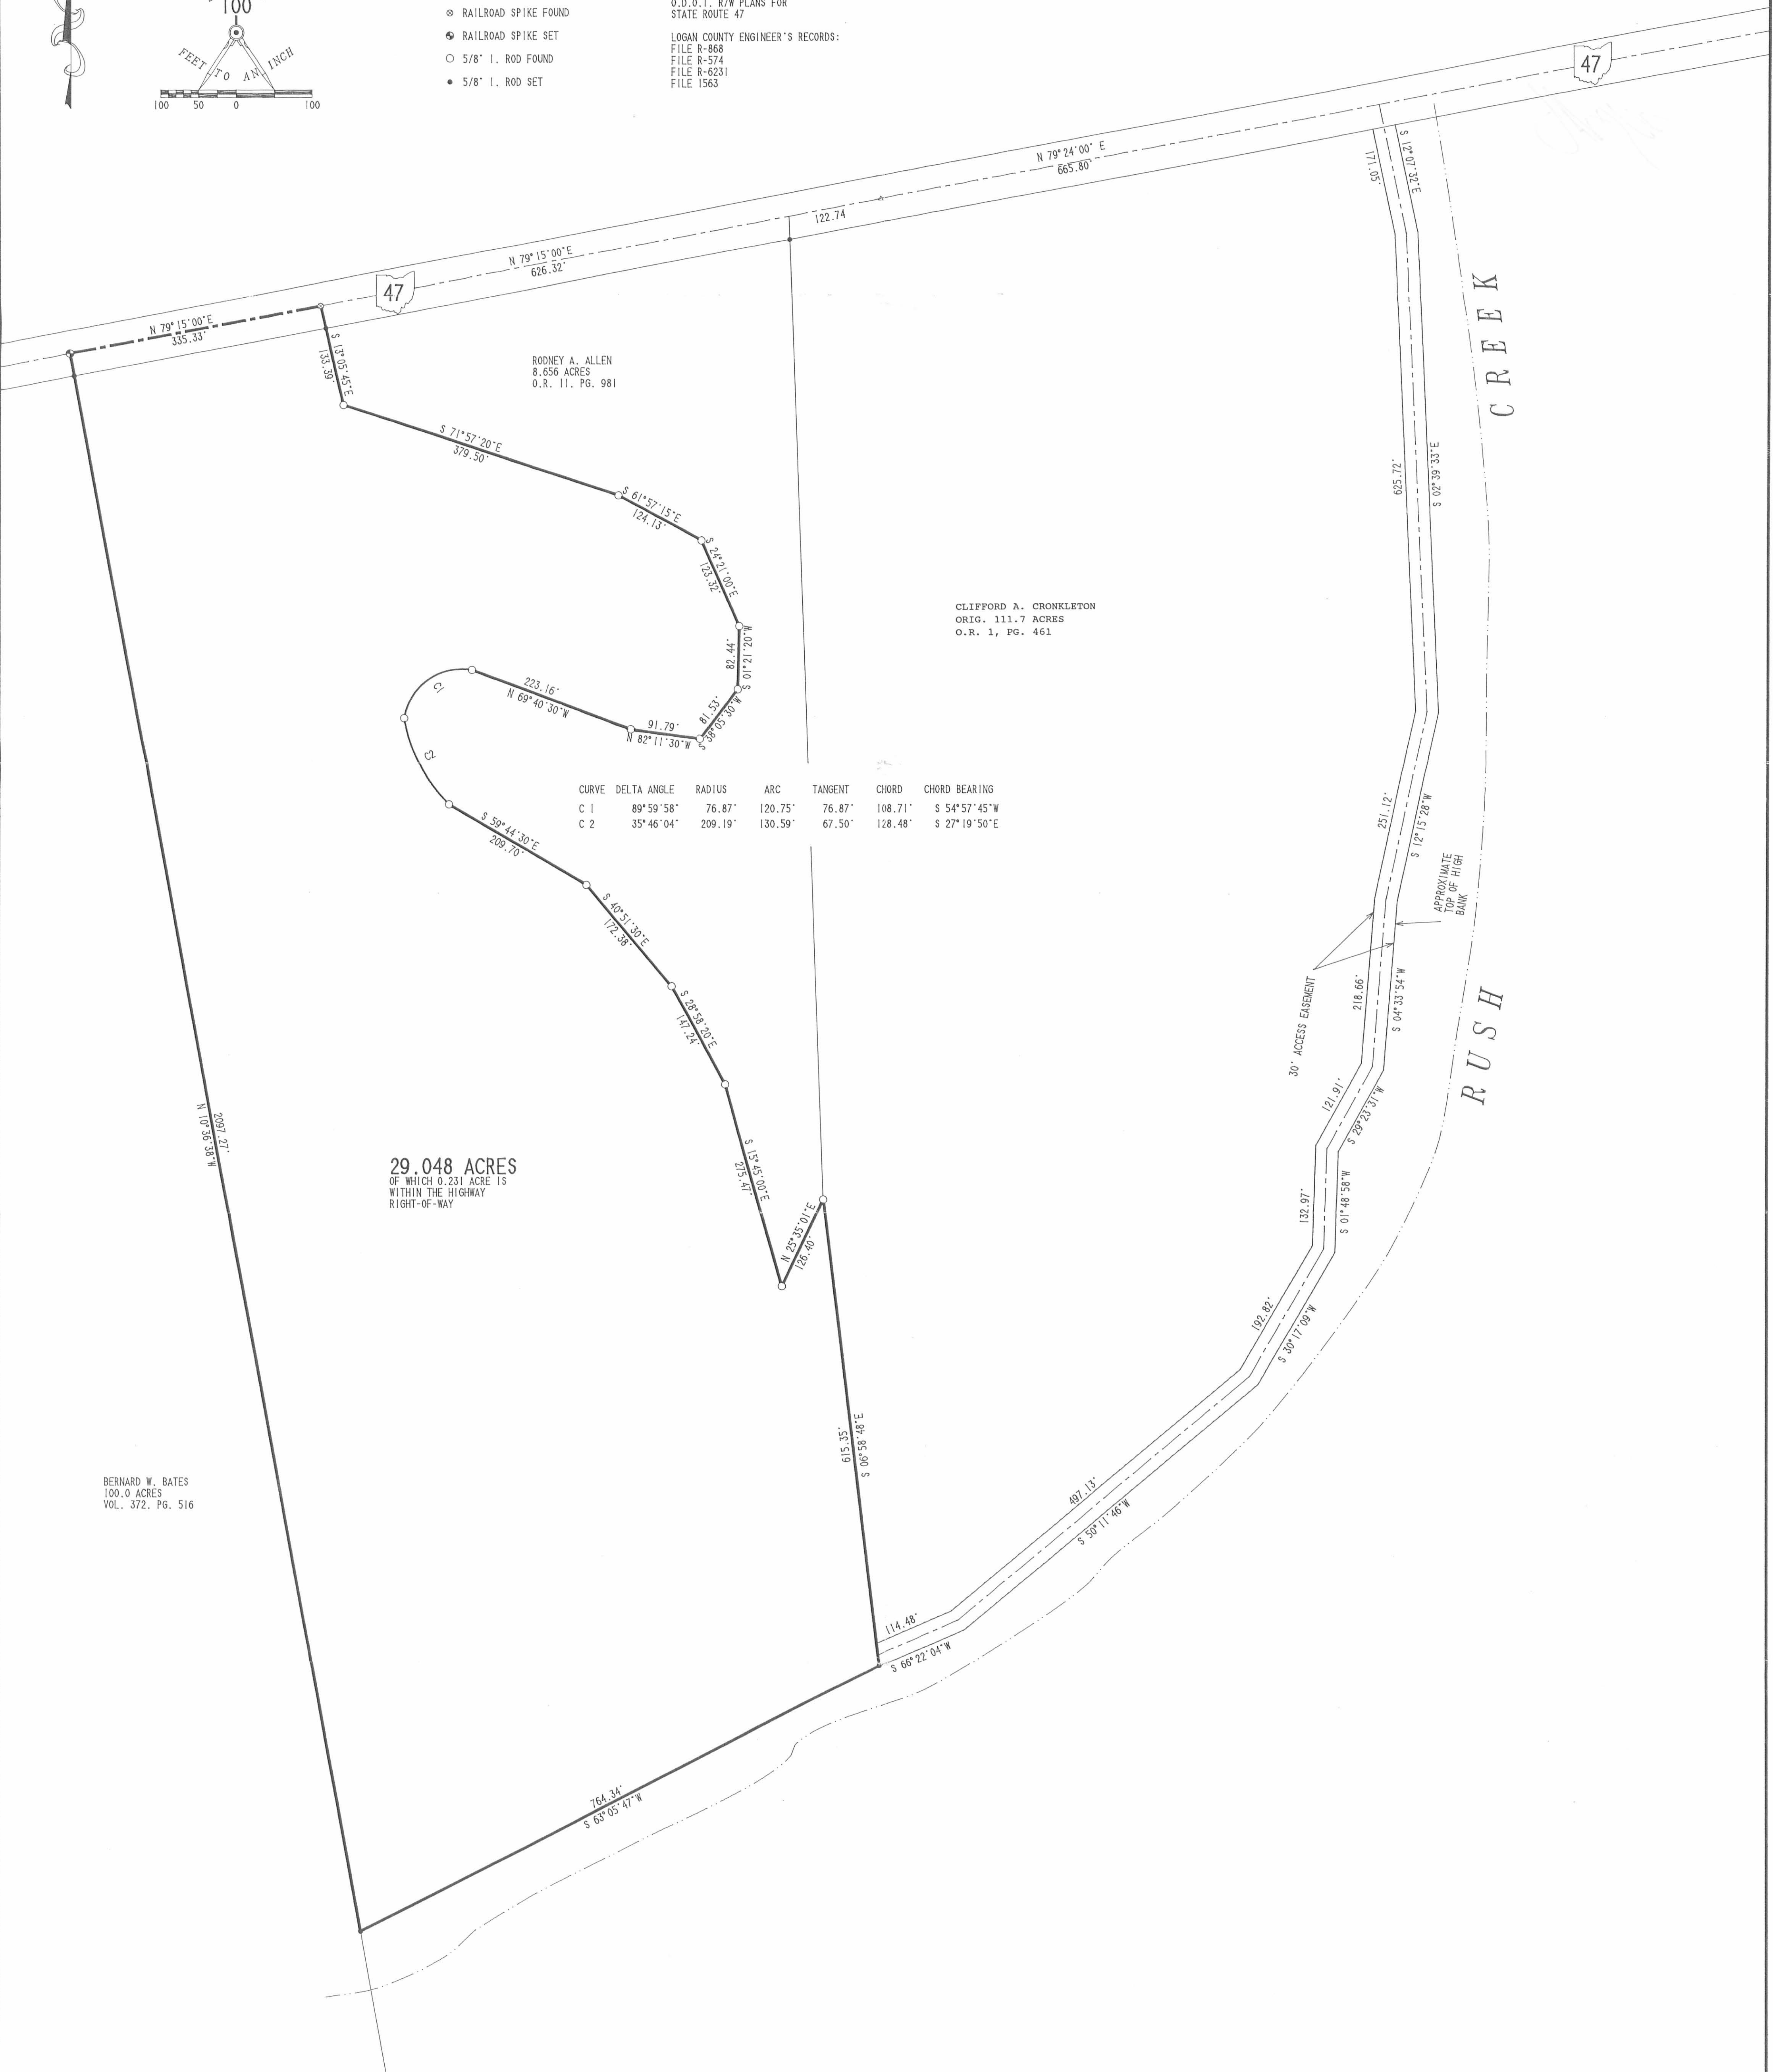 100
FEET TO AN INCH
100 50 0 100
RAILROAD SPIKE FOUND
RAILROAD SPIKE SET
5/8" I. ROD FOUND
5/8" I. ROD SET
O.D.O.T. R/W PLANS FOR
STATE ROUTE 47
LOGAN COUNTY ENGINEER'S RECORDS:
FILE R-868
FILE R-574
FILE R-6231
FILE 1563
47
N 79°24'00" E
665.80'
122.74
N 79°15'00"E
626.32'
47
N 79°15'00"E
335.33'
S 13°05'45"E
133.39'
RODNEY A. ALLEN
8.656 ACRES
O.R. 11, PG. 981
S 71°57'20"E
379.50'
S 61°57'15"E
124.13'
S 24°21'00"E
123.32'
82.44'
S 01°21'20"W
81.53'
S 38°05'30"W
91.79'
N 82°11'30"W
223.16'
N 69°40'30"W
C1
C2
CLIFFORD A. CRONKLETON
ORIG. 111.7 ACRES
O.R. 1, PG. 461
CURVE DELTA ANGLE RADIUS ARC TANGENT CHORD CHORD BEARING
C 1 89°59'58" 76.87' 120.75' 76.87' 108.71' S 54°57'45"W
C 2 35°46'04" 209.19' 130.59' 67.50' 128.48' S 27°19'50"E
S 59°44'30"E
209.70'
S 40°51'30"E
172.38'
S 28°58'20"E
147.24'
S 15°45'00"E
275.47'
N 25°35'01"E
126.40'
2097.27'
N 10°36'38"W
29.048 ACRES
OF WHICH 0.231 ACRE IS
WITHIN THE HIGHWAY
RIGHT-OF-WAY
615.35'
S 06°58'48"E
BERNARD W. BATES
100.0 ACRES
VOL. 372, PG. 516
764.34'
S 63°05'47"W
171.05'
S 12°07'32"E
625.72'
S 02°39'33"E
251.12'
S 12°15'28"W
APPROXIMATE
TOP OF HIGH
BANK
218.66'
S 04°33'54"W
30' ACCESS EASEMENT
121.91'
S 29°23'31"W
132.97'
S 01°48'58"W
192.82'
S 30°17'09"W
497.13'
S 50°11'46"W
114.48'
S 66°22'04"W
RUSH CREEK